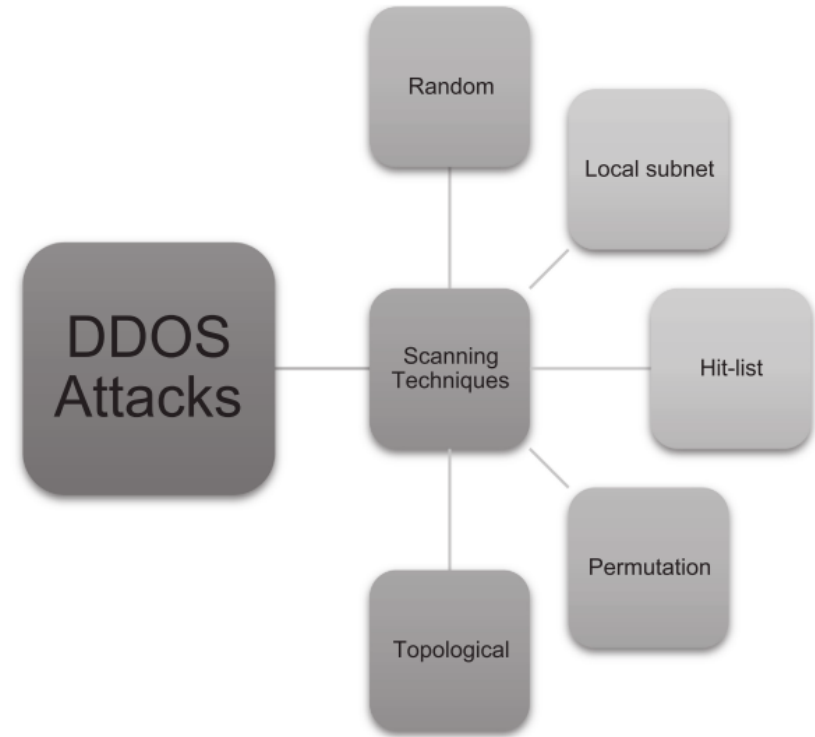 Random
Local subnet
DDOS
Attacks
Scanning
Techniques
Hit-list
Permutation
Topological